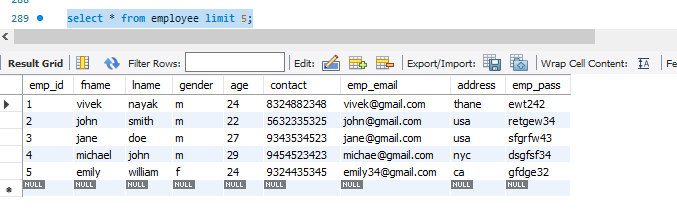 288
289 select * from employee limit 5;
Result Grid Filter Rows: Edit: Export/Import: Wrap Cell Content: Fe
emp_id fname lname gender age contact emp_email address emp_pass
1 vivek nayak m 24 8324882348 vivek@gmail.com thane ewt242
2 john smith m 22 5632335325 john@gmail.com usa retgew34
3 jane doe m 27 9343534523 jane@gmail.com usa sfgrfw43
4 michael john m 29 9454523423 michae@gmail.com nyc dsgfsf34
5 emily william f 24 9324435345 emily34@gmail.com ca gfdge32
NULL NULL NULL NULL NULL NULL NULL NULL NULL